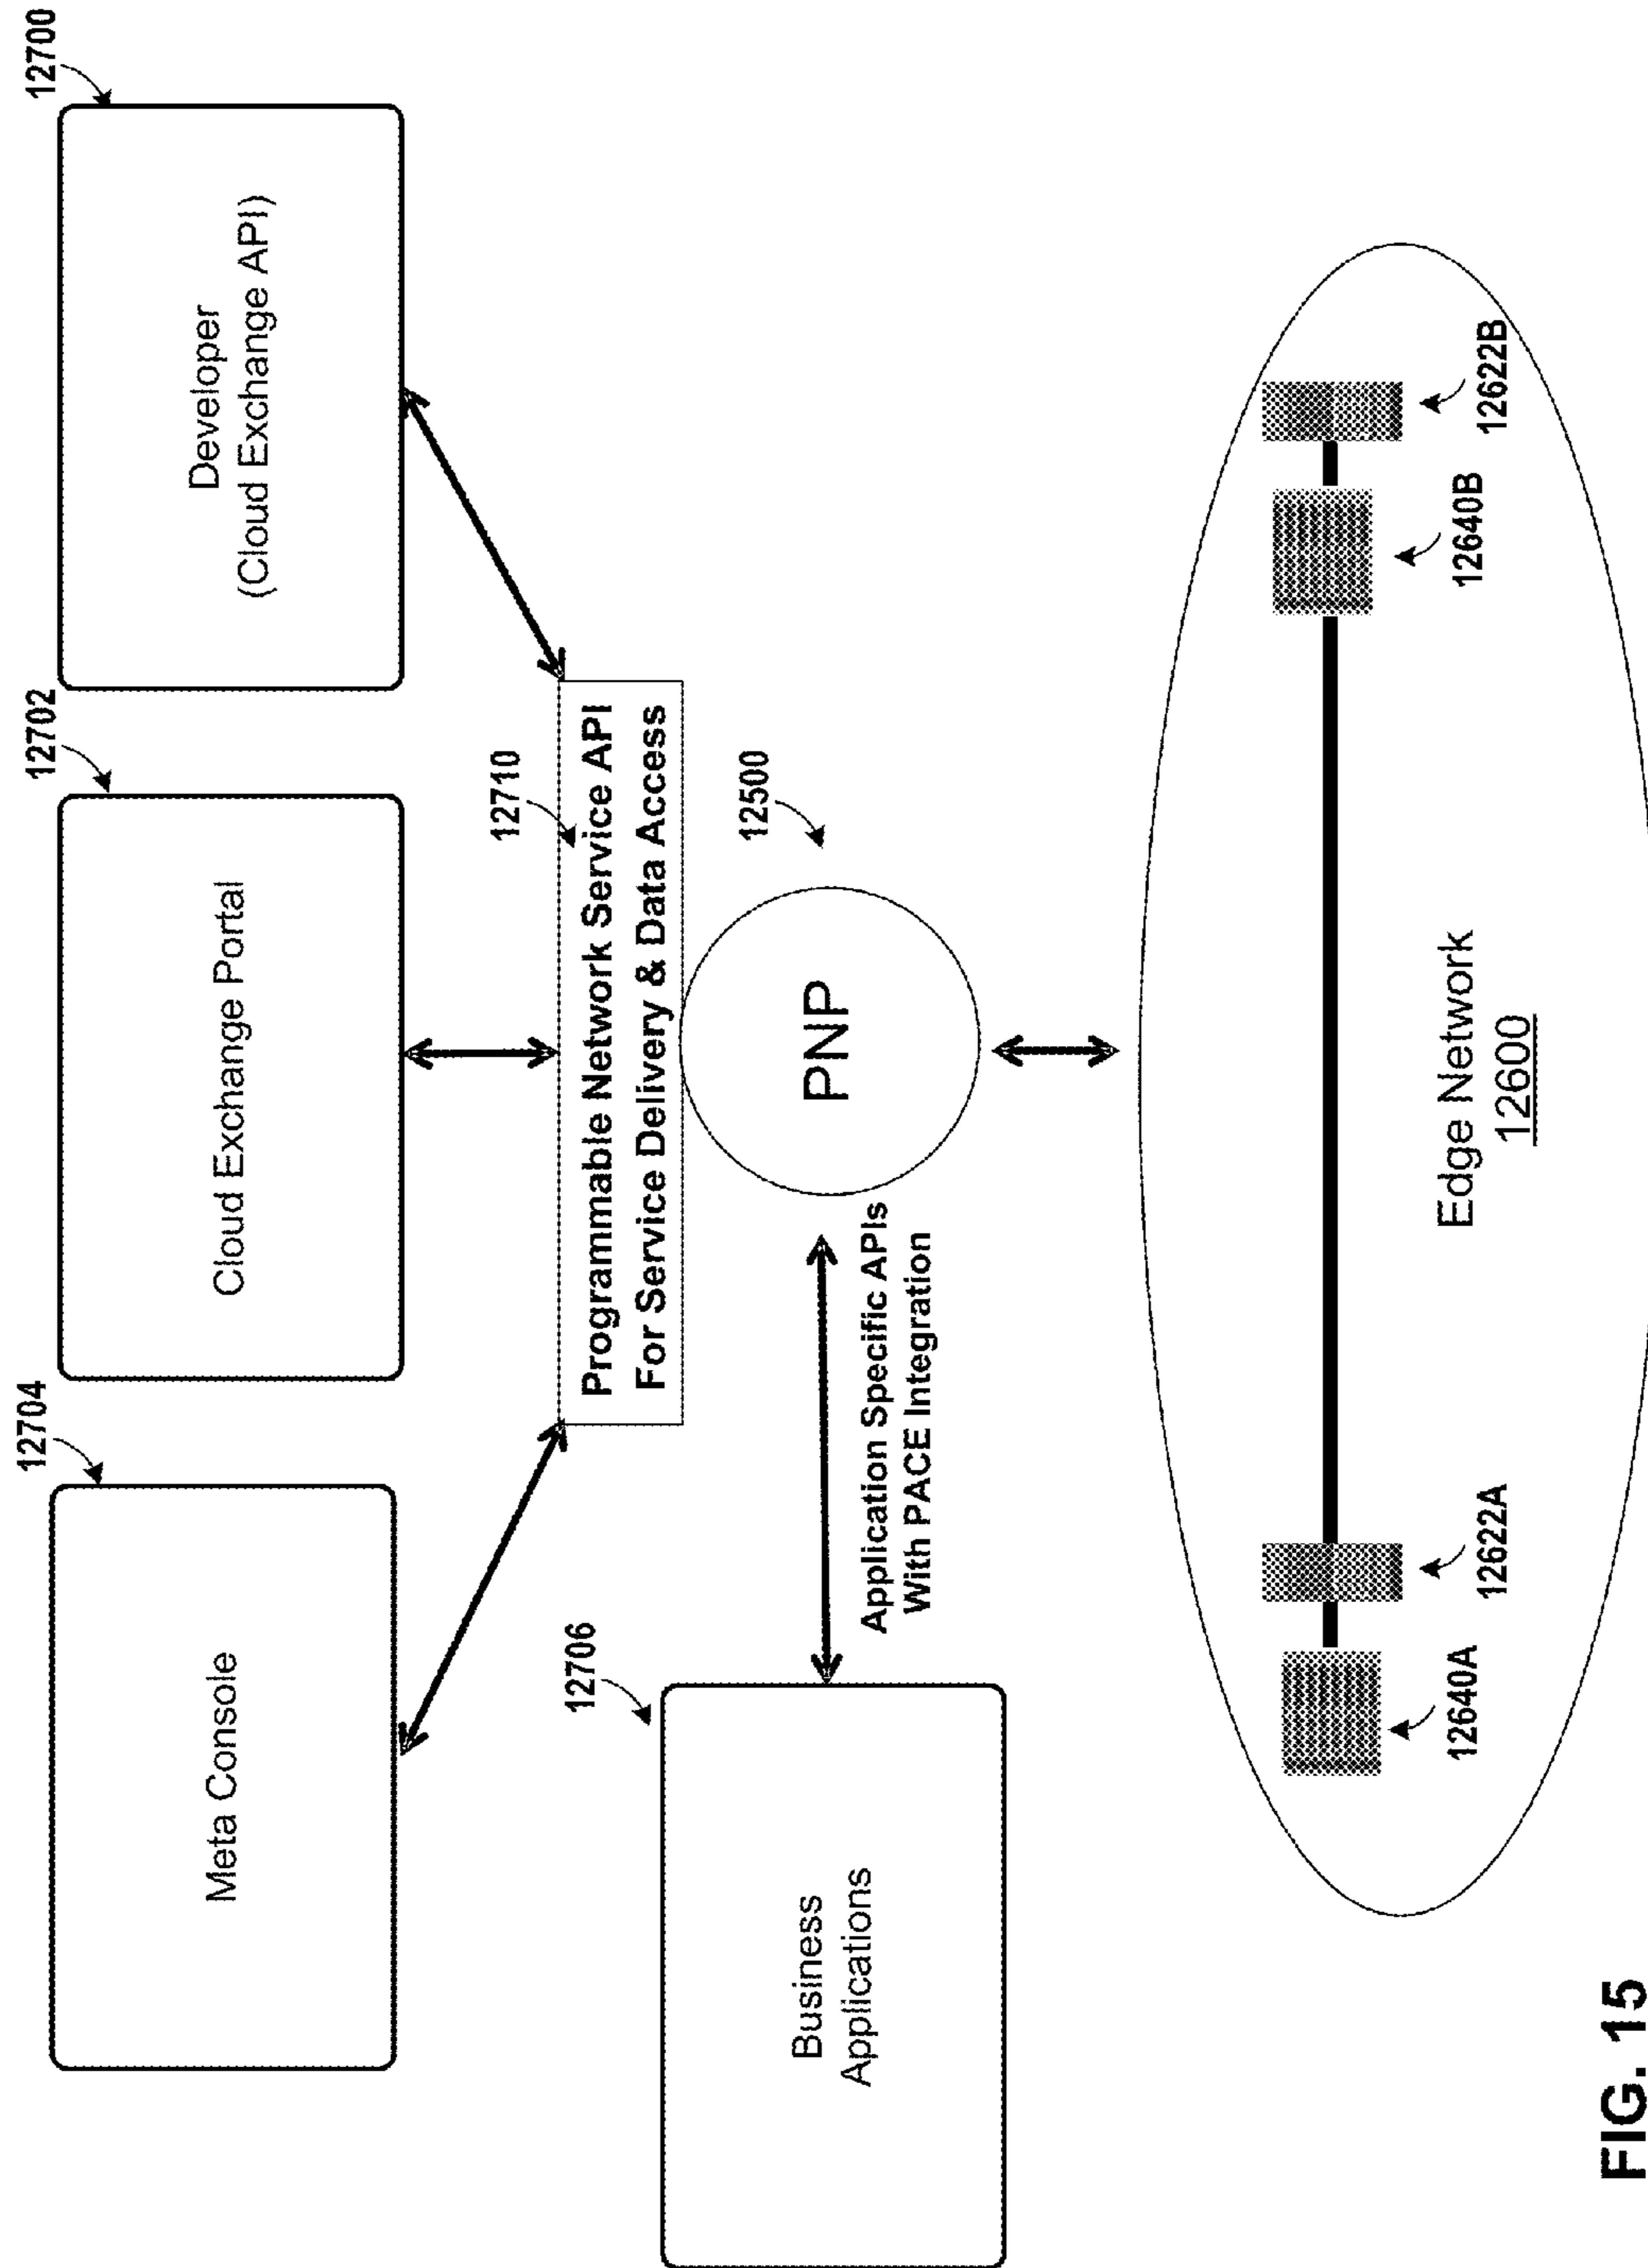 12704
12702
12700
Meta Console
Cloud Exchange Portal
Developer
(Cloud Exchange API)
12710
Programmable Network Service API
For Service Delivery & Data Access
12706
12500
Business
Applications
PNP
Application Specific APIs
With PACE Integration
12640A
12622A
12640B
12622B
Edge Network
12600
FIG. 15